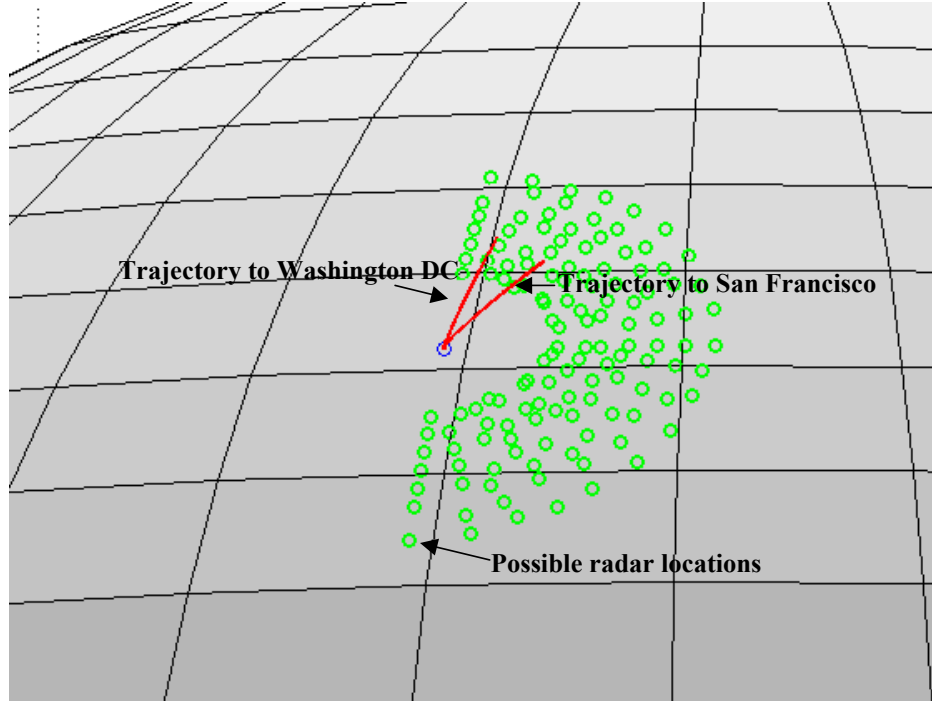 Trajectory to Washington DC
Trajectory to San Francisco
Possible radar locations